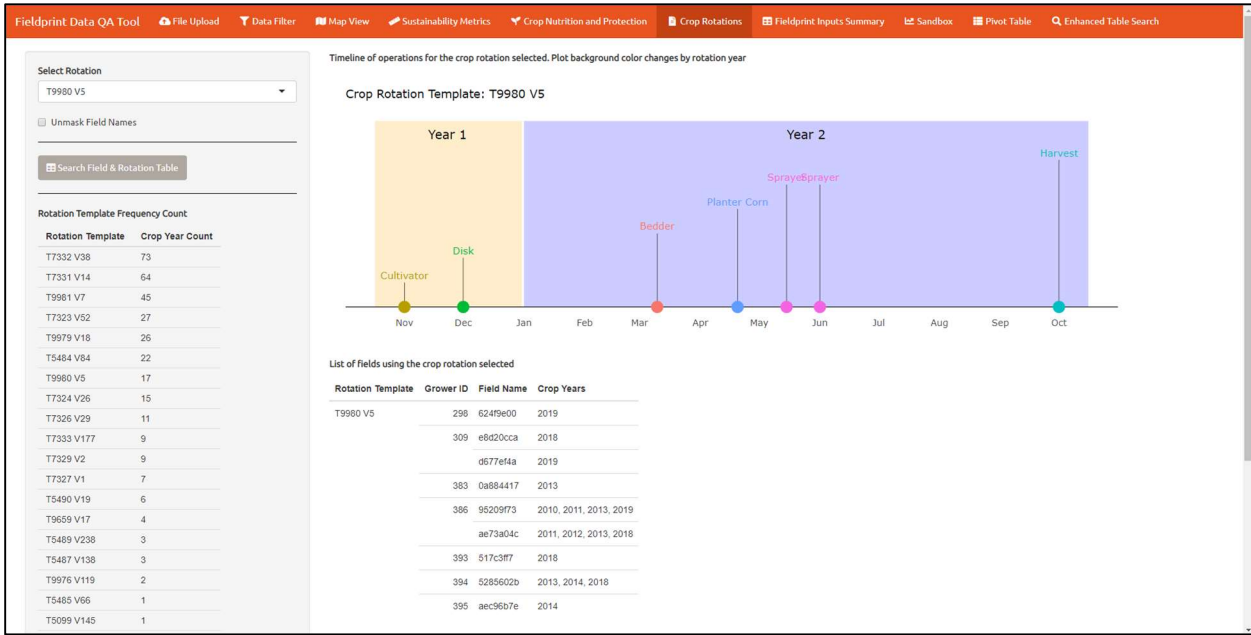 Fieldprint Data QA Tool File Upload Data Filter Map View Sustainability Metrics Crop Nutrition and Protection Crop Rotations Fieldprint Inputs Summary Sandbox Pivot Table Enhanced Table Search
Select Rotation
T9980 V5
Unmask Field Names
Search Field & Rotation Table
Rotation Template Frequency Count
Rotation Template Crop Year Count
T7332 V38 73
T7331 V14 64
T9981 V7 45
T7323 V52 27
T9979 V18 26
T5484 V84 22
T9980 V5 17
T7324 V26 15
T7326 V29 11
T7333 V177 9
T7329 V2 9
T7327 V1 7
T5490 V19 6
T9659 V17 4
T5489 V238 3
T5487 V138 3
T9976 V119 2
T5485 V66 1
T5099 V145 1
Timeline of operations for the crop rotation selected. Plot background color changes by rotation year
Crop Rotation Template: T9980 V5
Year 1 Year 2
Harvest
Sprayer Sprayer
Planter Corn
Bedder
Disk
Cultivator
Nov Dec Jan Feb Mar Apr May Jun Jul Aug Sep Oct
List of fields using the crop rotation selected
Rotation Template Grower ID Field Name Crop Years
T9980 V5 298 624f9e00 2019
309 e8d20cca 2018
d677ef4a 2019
383 0a884417 2013
386 95209f73 2010, 2011, 2013, 2019
ae73a04c 2011, 2012, 2013, 2018
393 517c3ff7 2018
394 5285602b 2013, 2014, 2018
395 aec96b7e 2014